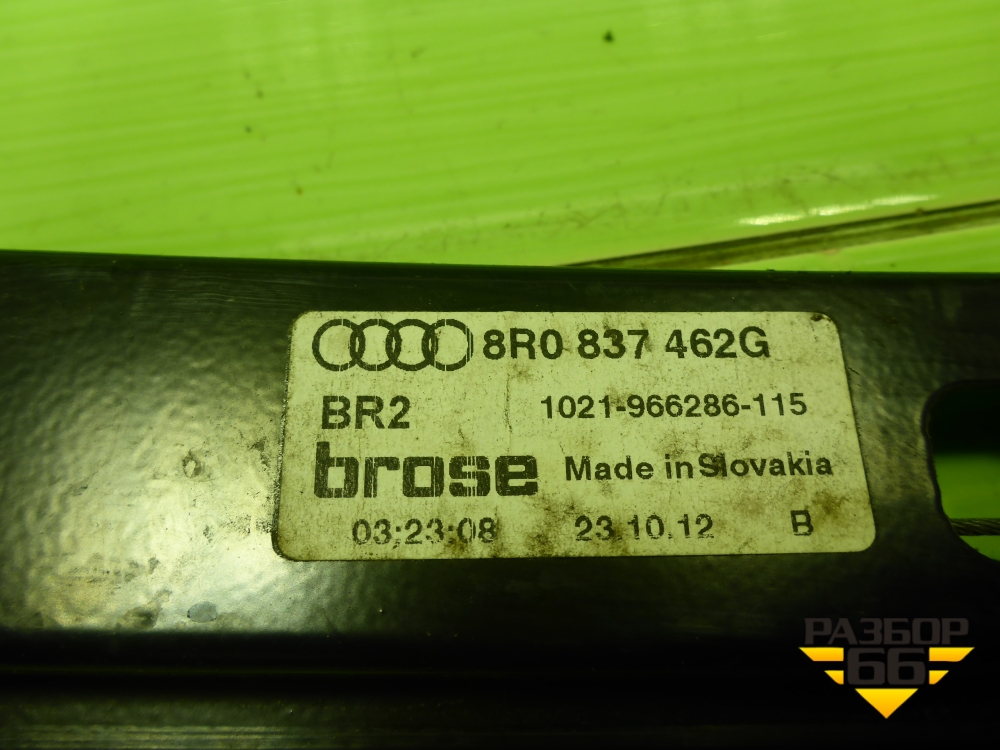 8R0 837 462G
BR2 1021-966286-115
brose Made in Slovakia
03:23:08 23.10.12 B
РАЗБОР
66